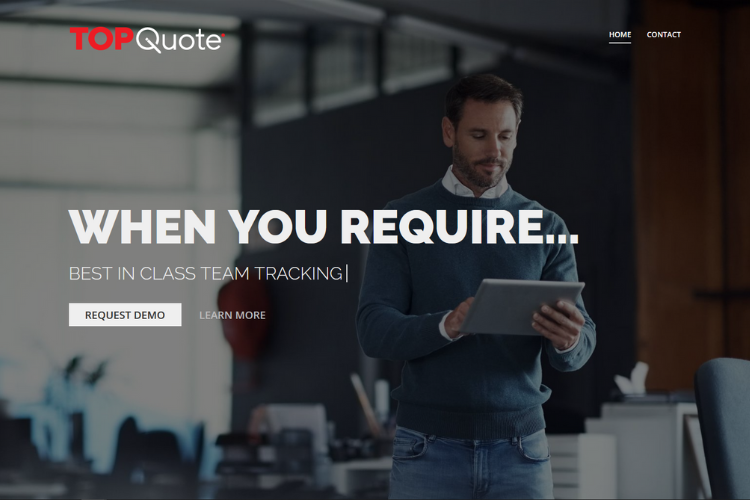 TOPQuote
HOME CONTACT
WHEN YOU REQUIRE...
BEST IN CLASS TEAM TRACKING|
REQUEST DEMO LEARN MORE